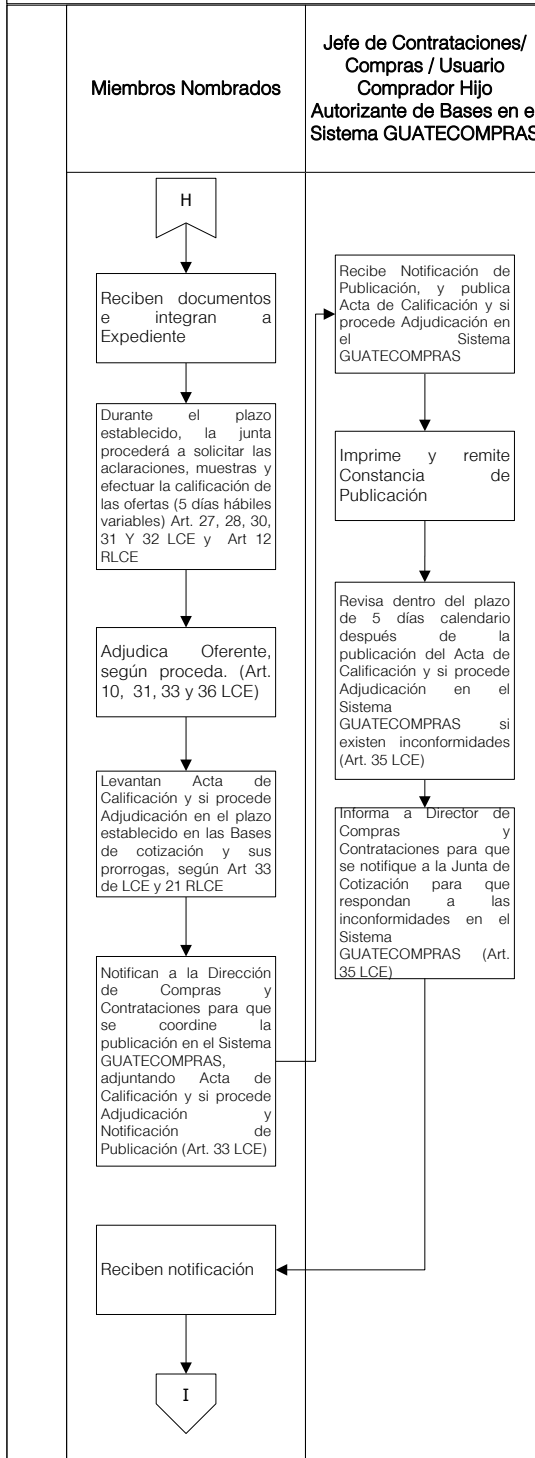 Miembros Nombrados
Jefe de Contrataciones/
Compras / Usuario
Comprador Hijo
Autorizante de Bases en e
Sistema GUATECOMPRAS
H
Reciben documentos
e integran a
Expediente
Durante el plazo
establecido, la junta
procederá a solicitar las
aclaraciones, muestras y
efectuar la calificación de
las ofertas (5 días hábiles
variables) Art. 27, 28, 30,
31 Y 32 LCE y Art 12
RLCE
Adjudica Oferente,
según proceda. (Art.
10, 31, 33 y 36 LCE)
Levantan Acta de
Calificación y si procede
Adjudicación en el plazo
establecido en las Bases
de cotización y sus
prorrogas, según Art 33
de LCE y 21 RLCE
Notifican a la Dirección
de Compras y
Contrataciones para que
se coordine la
publicación en el Sistema
GUATECOMPRAS,
adjuntando Acta de
Calificación y si procede
Adjudicación y
Notificación de
Publicación (Art. 33 LCE)
Recibe Notificación de
Publicación, y publica
Acta de Calificación y si
procede Adjudicación en
el Sistema
GUATECOMPRAS
Imprime y remite
Constancia de
Publicación
Revisa dentro del plazo
de 5 días calendario
después de la
publicación del Acta de
Calificación y si procede
Adjudicación en el
Sistema
GUATECOMPRAS si
existen inconformidades
(Art. 35 LCE)
Informa a Director de
Compras y
Contrataciones para que
se notifique a la Junta de
Cotización para que
respondan a las
inconformidades en el
Sistema
GUATECOMPRAS (Art.
35 LCE)
Reciben notificación
I